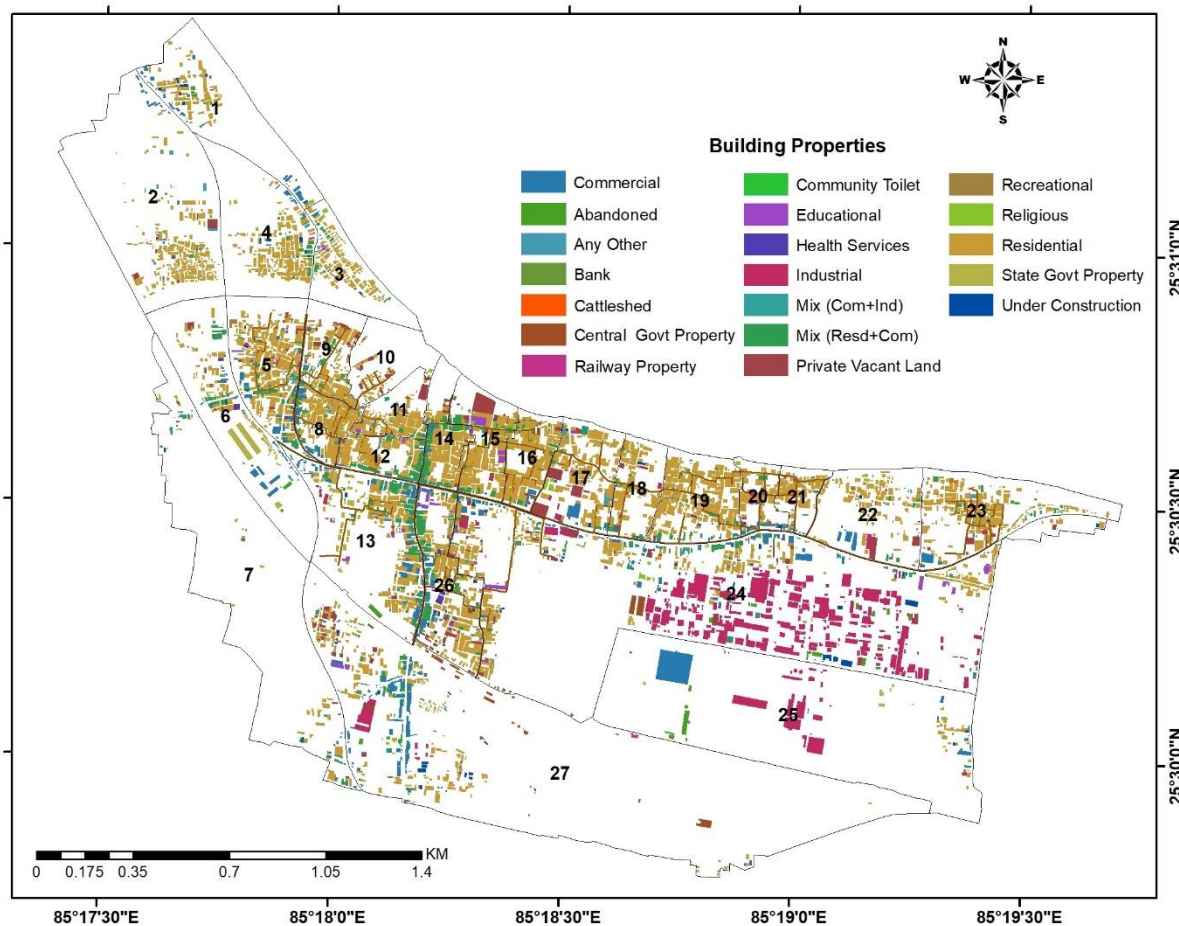 N
W E
S
Building Properties
Commercial
Abandoned
Any Other
Bank
Cattleshed
Central Govt Property
Railway Property
Community Toilet
Educational
Health Services
Industrial
Mix (Com+Ind)
Mix (Resd+Com)
Private Vacant Land
Recreational
Religious
Residential
State Govt Property
Under Construction
1
2
4
3
5
9
10
6
8
11
12
14
15
16
17
18
19
20
21
22
23
13
7
26
24
25
27
25°31'0"N
25°30'30"N
25°30'0"N
KM
0 0.175 0.35 0.7 1.05 1.4
85°17'30"E 85°18'0"E 85°18'30"E 85°19'0"E 85°19'30"E